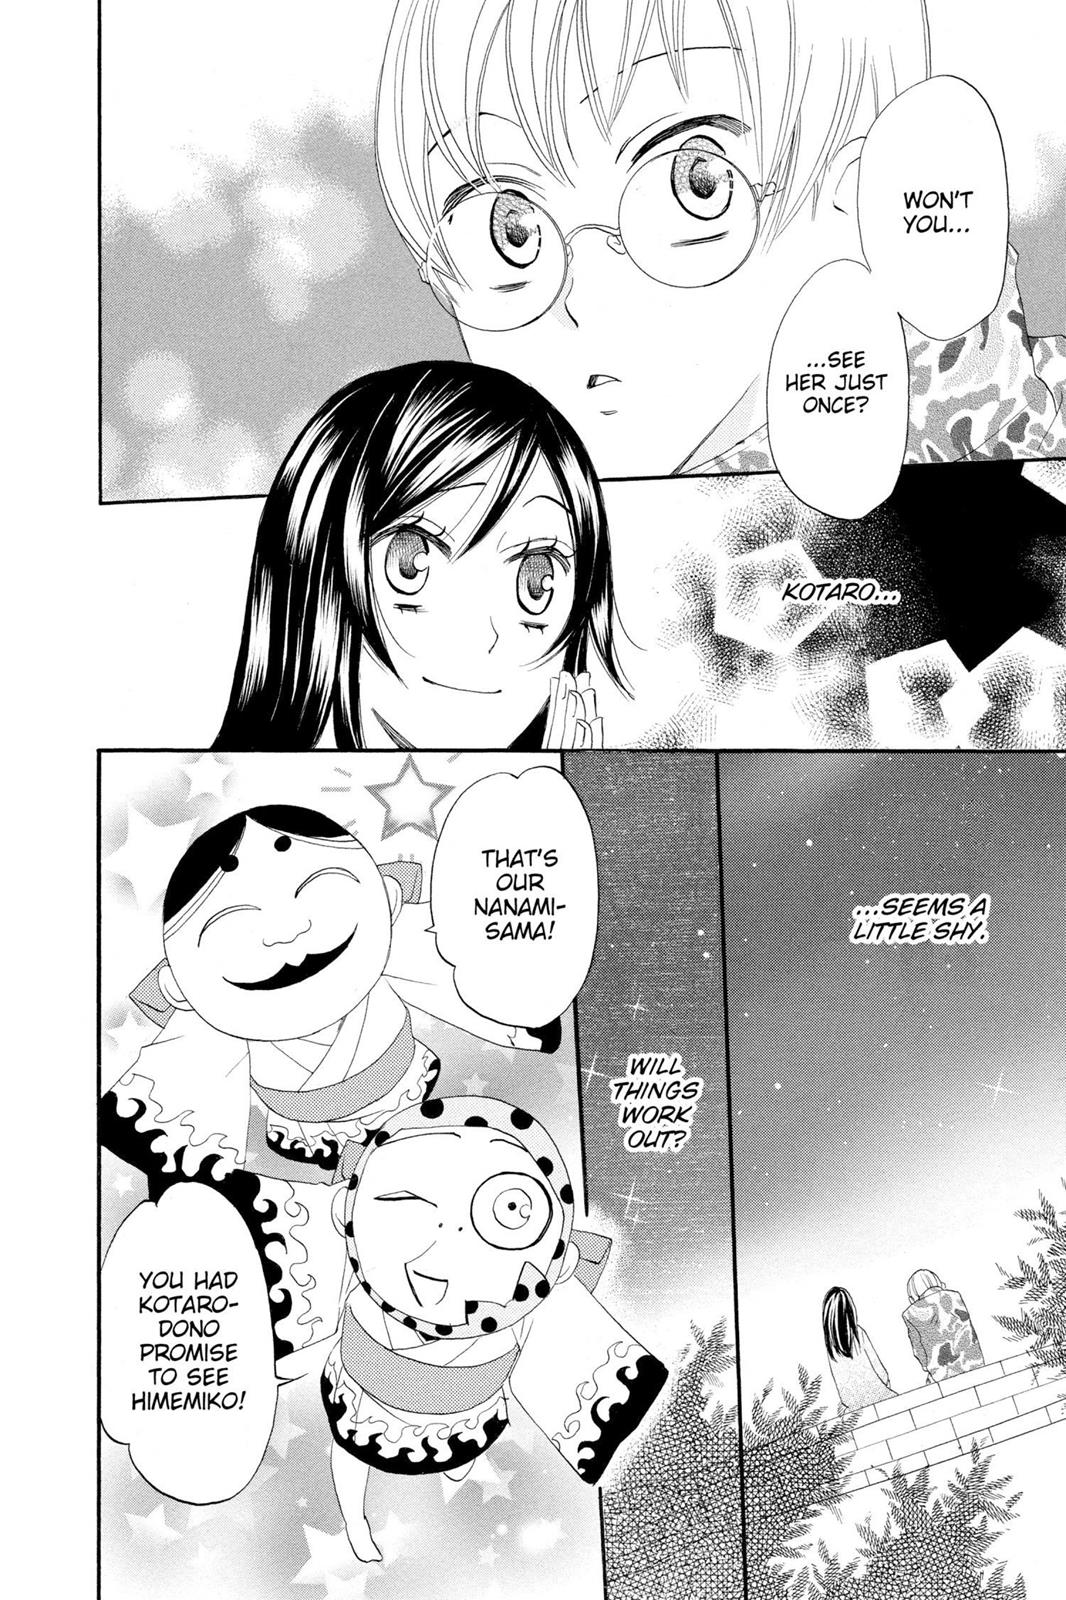 WON'T
YOU...
...SEE
HER JUST
ONCE?
KOTARO...
...SEEMS A
LITTLE SHY.
WILL
THINGS
WORK
OUT?
THAT'S
OUR
NANAMI-
SAMA!
YOU HAD
KOTARO-
DONO
PROMISE
TO SEE
HIMEMIKO!